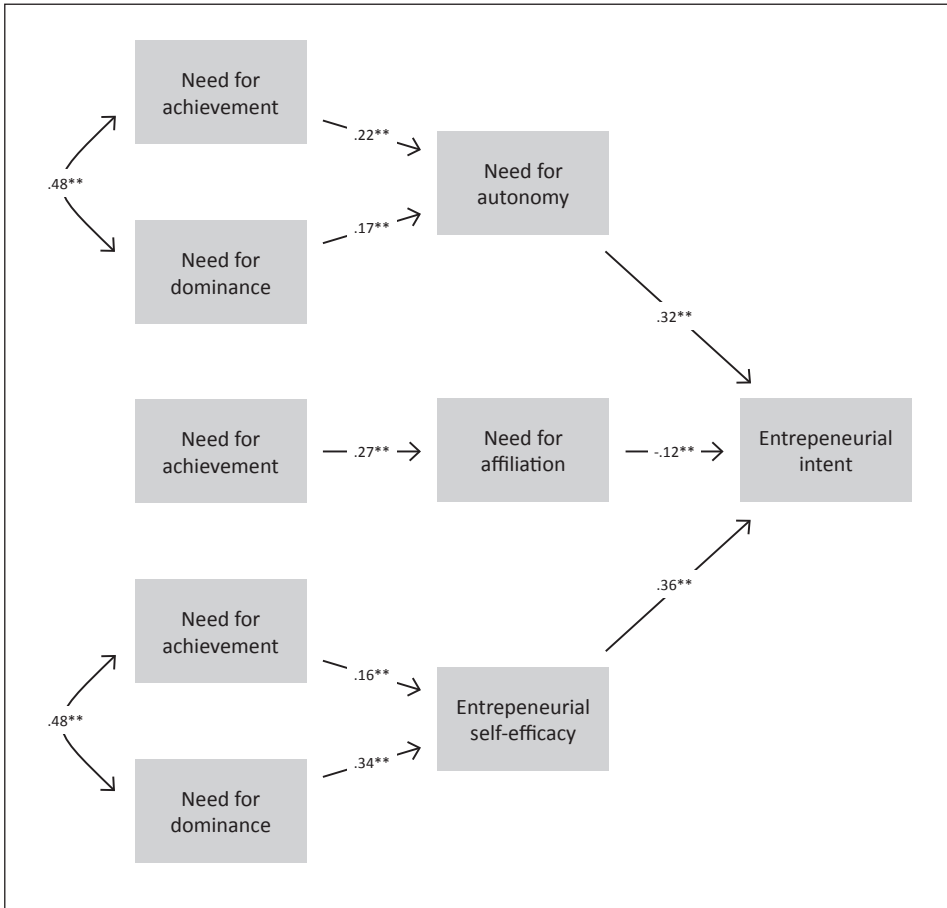 Need for
achievement
.22**
Need for
autonomy
.48**
.17**
Need for
dominance
.32**
Need for
achievement
.27**
Need for
affiliation
-.12**
Entrepeneurial
intent
Need for
achievement
.36**
.16**
Entrepeneurial
self-efficacy
.48**
.34**
Need for
dominance